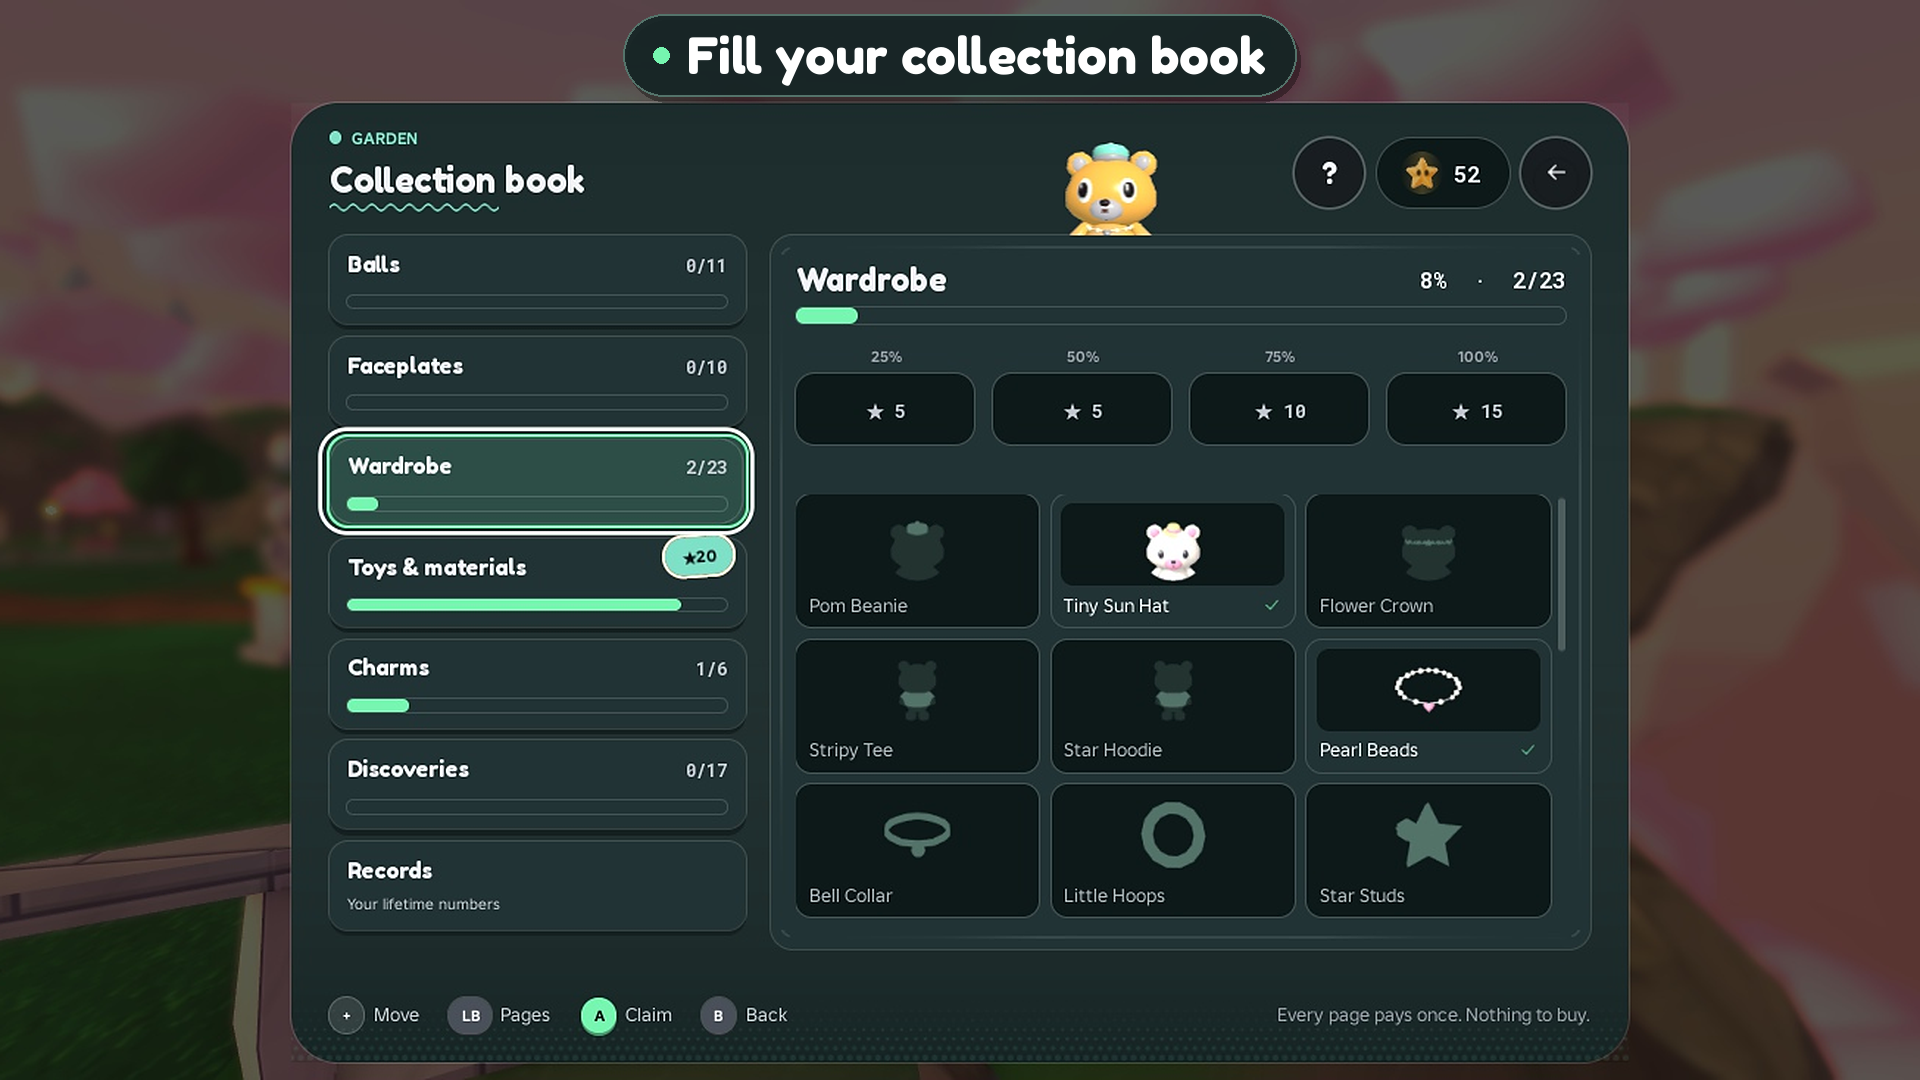 Fill your collection book
GARDEN
Collection book
? ★ 52 ←
Balls 0/11
Faceplates 0/10
Wardrobe 2/23
Toys & materials ★20
Charms 1/6
Discoveries 0/17
Records
Your lifetime numbers
Wardrobe 8% · 2/23
25% 50% 75% 100%
★ 5 ★ 5 ★ 10 ★ 15
Pom Beanie Tiny Sun Hat ✓ Flower Crown
Stripy Tee Star Hoodie Pearl Beads ✓
Bell Collar Little Hoops Star Studs
+ Move LB Pages A Claim B Back
Every page pays once. Nothing to buy.